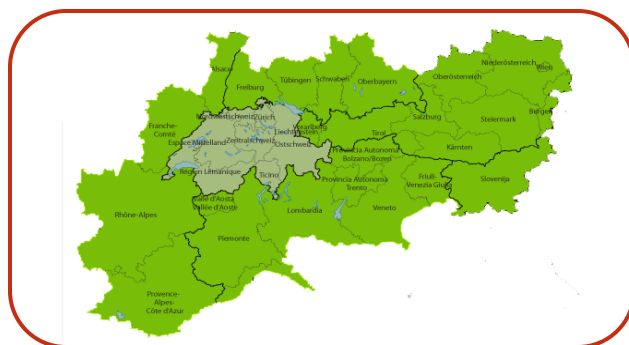 Alsace
Freiburg
Tübingen
Schwaben
Oberbayern
Oberösterreich
Niederösterreich
Wien
Burgen
Salzburg
Steiermark
Kärnten
Tirol
Vorarlberg
Franche-
Comté
Nordwestschweiz
Zürich
Liechtenstein
Espace Mittelland
Zentralschweiz
Ostschweiz
Région Lémanique
Ticino
Provincia Autonoma
Bolzano/Bozen
Provincia Autonoma
Trento
Friuli-
Venezia Giulia
Slovenija
Valle d'Aosta
Vallée d'Aoste
Lombardia
Veneto
Rhône-Alpes
Piemonte
Provence-
Alpes-
Côte d'Azur